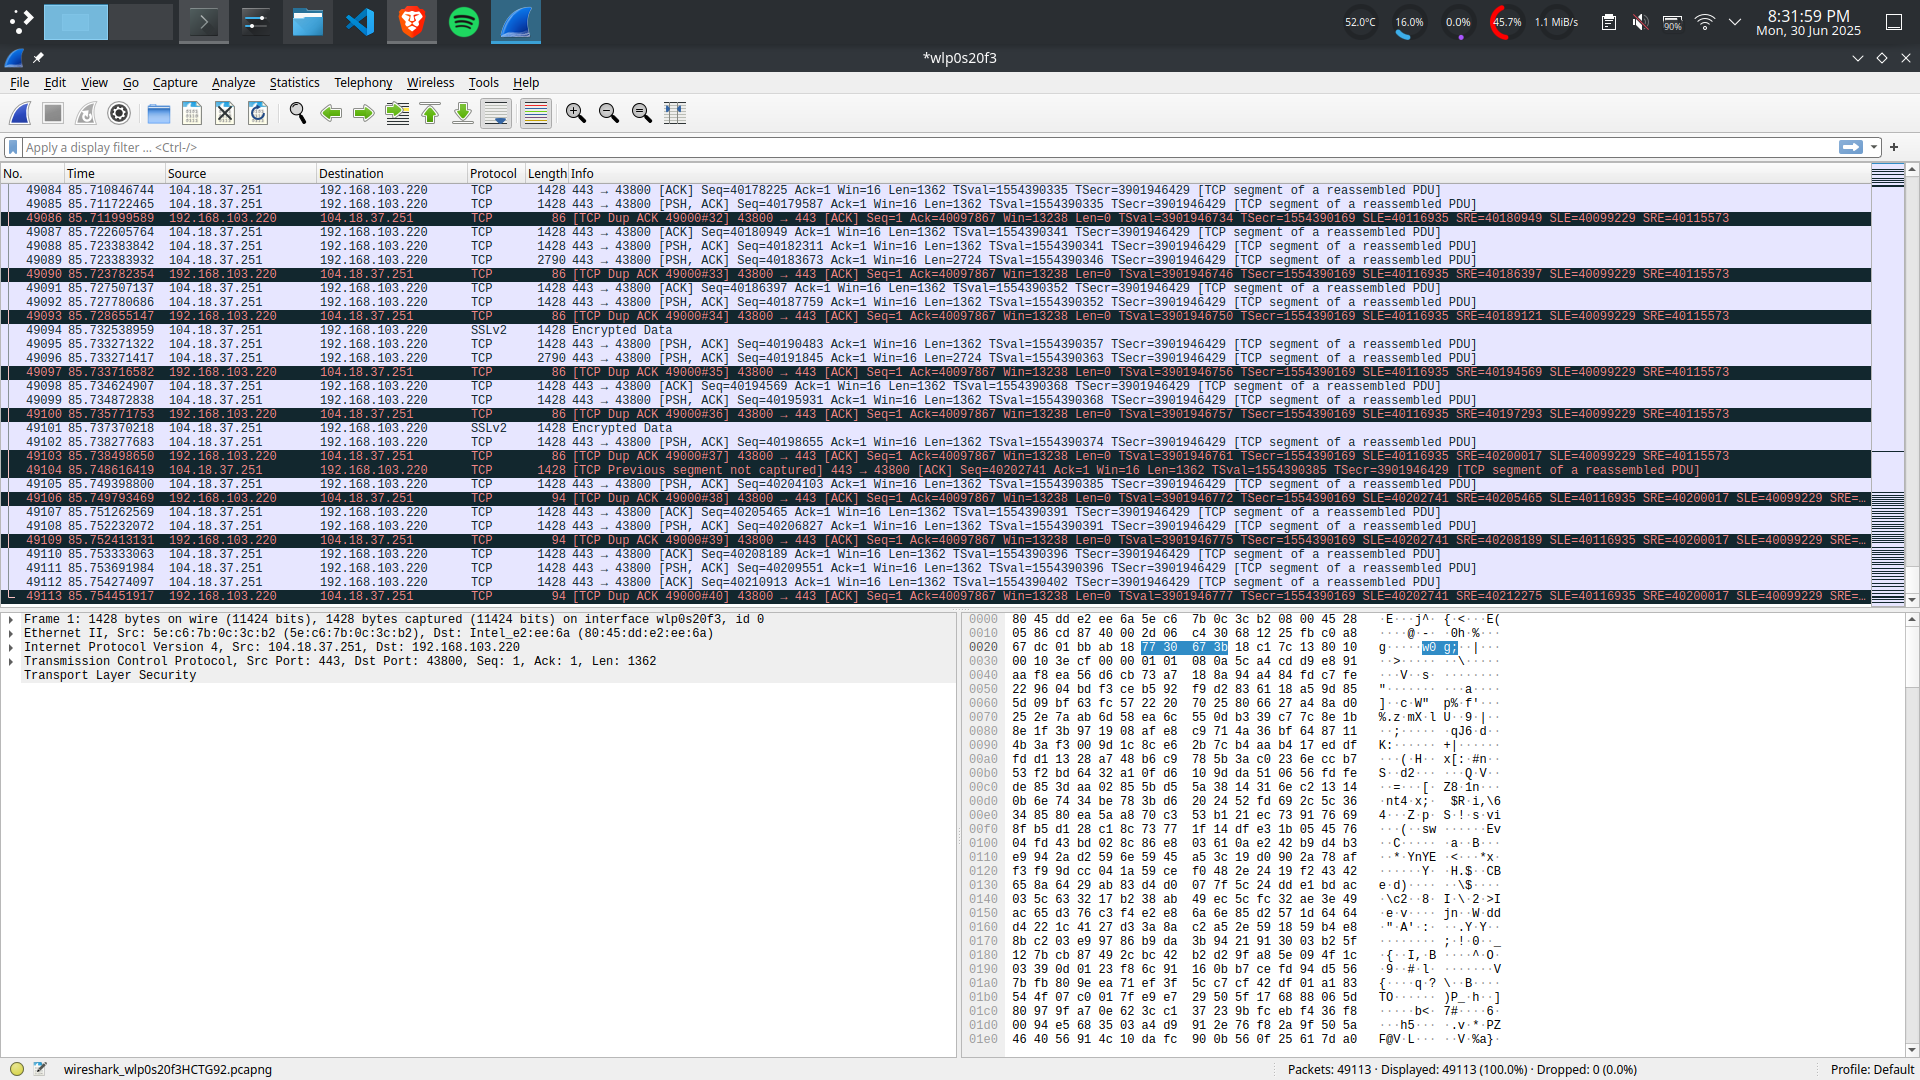 52.0°C 16.0% 0.0% 45.7% 1.1 MiB/s 90% 8:31:59 PM
Mon, 30 Jun 2025
*wlp0s20f3
File Edit View Go Capture Analyze Statistics Telephony Wireless Tools Help
Apply a display filter ... <Ctrl-/>
No. Time Source Destination Protocol Length Info
49084 85.710846744 104.18.37.251 192.168.103.220 TCP 1428 443 → 43800 [ACK] Seq=40178225 Ack=1 Win=16 Len=1362 TSval=1554390335 TSecr=3901946429 [TCP segment of a reassembled PDU]
49085 85.711722465 104.18.37.251 192.168.103.220 TCP 1428 443 → 43800 [PSH, ACK] Seq=40179587 Ack=1 Win=16 Len=1362 TSval=1554390335 TSecr=3901946429 [TCP segment of a reassembled PDU]
49086 85.711999589 192.168.103.220 104.18.37.251 TCP 86 [TCP Dup ACK 49000#32] 43800 → 443 [ACK] Seq=1 Ack=40097867 Win=13238 Len=0 TSval=3901946734 TSecr=1554390169 SLE=40116935 SRE=40180949 SLE=40099229 SRE=40115573
49087 85.722605764 104.18.37.251 192.168.103.220 TCP 1428 443 → 43800 [ACK] Seq=40180949 Ack=1 Win=16 Len=1362 TSval=1554390341 TSecr=3901946429 [TCP segment of a reassembled PDU]
49088 85.723383842 104.18.37.251 192.168.103.220 TCP 1428 443 → 43800 [PSH, ACK] Seq=40182311 Ack=1 Win=16 Len=1362 TSval=1554390341 TSecr=3901946429 [TCP segment of a reassembled PDU]
49089 85.723383932 104.18.37.251 192.168.103.220 TCP 2790 443 → 43800 [PSH, ACK] Seq=40183673 Ack=1 Win=16 Len=2724 TSval=1554390346 TSecr=3901946429 [TCP segment of a reassembled PDU]
49090 85.723782354 192.168.103.220 104.18.37.251 TCP 86 [TCP Dup ACK 49000#33] 43800 → 443 [ACK] Seq=1 Ack=40097867 Win=13238 Len=0 TSval=3901946746 TSecr=1554390169 SLE=40116935 SRE=40186397 SLE=40099229 SRE=40115573
49091 85.727507137 104.18.37.251 192.168.103.220 TCP 1428 443 → 43800 [ACK] Seq=40186397 Ack=1 Win=16 Len=1362 TSval=1554390352 TSecr=3901946429 [TCP segment of a reassembled PDU]
49092 85.727780686 104.18.37.251 192.168.103.220 TCP 1428 443 → 43800 [PSH, ACK] Seq=40187759 Ack=1 Win=16 Len=1362 TSval=1554390352 TSecr=3901946429 [TCP segment of a reassembled PDU]
49093 85.728655147 192.168.103.220 104.18.37.251 TCP 86 [TCP Dup ACK 49000#34] 43800 → 443 [ACK] Seq=1 Ack=40097867 Win=13238 Len=0 TSval=3901946750 TSecr=1554390169 SLE=40116935 SRE=40189121 SLE=40099229 SRE=40115573
49094 85.732538959 104.18.37.251 192.168.103.220 SSLv2 1428 Encrypted Data
49095 85.733271322 104.18.37.251 192.168.103.220 TCP 1428 443 → 43800 [PSH, ACK] Seq=40190483 Ack=1 Win=16 Len=1362 TSval=1554390357 TSecr=3901946429 [TCP segment of a reassembled PDU]
49096 85.733271417 104.18.37.251 192.168.103.220 TCP 2790 443 → 43800 [PSH, ACK] Seq=40191845 Ack=1 Win=16 Len=2724 TSval=1554390363 TSecr=3901946429 [TCP segment of a reassembled PDU]
49097 85.733716582 192.168.103.220 104.18.37.251 TCP 86 [TCP Dup ACK 49000#35] 43800 → 443 [ACK] Seq=1 Ack=40097867 Win=13238 Len=0 TSval=3901946756 TSecr=1554390169 SLE=40116935 SRE=40194569 SLE=40099229 SRE=40115573
49098 85.734624907 104.18.37.251 192.168.103.220 TCP 1428 443 → 43800 [ACK] Seq=40194569 Ack=1 Win=16 Len=1362 TSval=1554390368 TSecr=3901946429 [TCP segment of a reassembled PDU]
49099 85.734872838 104.18.37.251 192.168.103.220 TCP 1428 443 → 43800 [PSH, ACK] Seq=40195931 Ack=1 Win=16 Len=1362 TSval=1554390368 TSecr=3901946429 [TCP segment of a reassembled PDU]
49100 85.735771753 192.168.103.220 104.18.37.251 TCP 86 [TCP Dup ACK 49000#36] 43800 → 443 [ACK] Seq=1 Ack=40097867 Win=13238 Len=0 TSval=3901946757 TSecr=1554390169 SLE=40116935 SRE=40197293 SLE=40099229 SRE=40115573
49101 85.737370218 104.18.37.251 192.168.103.220 SSLv2 1428 Encrypted Data
49102 85.738277683 104.18.37.251 192.168.103.220 TCP 1428 443 → 43800 [PSH, ACK] Seq=40198655 Ack=1 Win=16 Len=1362 TSval=1554390374 TSecr=3901946429 [TCP segment of a reassembled PDU]
49103 85.738498650 192.168.103.220 104.18.37.251 TCP 86 [TCP Dup ACK 49000#37] 43800 → 443 [ACK] Seq=1 Ack=40097867 Win=13238 Len=0 TSval=3901946761 TSecr=1554390169 SLE=40116935 SRE=40200017 SLE=40099229 SRE=40115573
49104 85.748616419 104.18.37.251 192.168.103.220 TCP 1428 [TCP Previous segment not captured] 443 → 43800 [ACK] Seq=40202741 Ack=1 Win=16 Len=1362 TSval=1554390385 TSecr=3901946429 [TCP segment of a reassembled PDU]
49105 85.749398800 104.18.37.251 192.168.103.220 TCP 1428 443 → 43800 [PSH, ACK] Seq=40204103 Ack=1 Win=16 Len=1362 TSval=1554390385 TSecr=3901946429 [TCP segment of a reassembled PDU]
49106 85.749793469 192.168.103.220 104.18.37.251 TCP 94 [TCP Dup ACK 49000#38] 43800 → 443 [ACK] Seq=1 Ack=40097867 Win=13238 Len=0 TSval=3901946772 TSecr=1554390169 SLE=40202741 SRE=40205465 SLE=40116935 SRE=40200017 SLE=40099229 SRE=…
49107 85.751262569 104.18.37.251 192.168.103.220 TCP 1428 443 → 43800 [ACK] Seq=40205465 Ack=1 Win=16 Len=1362 TSval=1554390391 TSecr=3901946429 [TCP segment of a reassembled PDU]
49108 85.752232072 104.18.37.251 192.168.103.220 TCP 1428 443 → 43800 [PSH, ACK] Seq=40206827 Ack=1 Win=16 Len=1362 TSval=1554390391 TSecr=3901946429 [TCP segment of a reassembled PDU]
49109 85.752413131 192.168.103.220 104.18.37.251 TCP 94 [TCP Dup ACK 49000#39] 43800 → 443 [ACK] Seq=1 Ack=40097867 Win=13238 Len=0 TSval=3901946775 TSecr=1554390169 SLE=40202741 SRE=40208189 SLE=40116935 SRE=40200017 SLE=40099229 SRE=…
49110 85.753333063 104.18.37.251 192.168.103.220 TCP 1428 443 → 43800 [ACK] Seq=40208189 Ack=1 Win=16 Len=1362 TSval=1554390396 TSecr=3901946429 [TCP segment of a reassembled PDU]
49111 85.753691984 104.18.37.251 192.168.103.220 TCP 1428 443 → 43800 [PSH, ACK] Seq=40209551 Ack=1 Win=16 Len=1362 TSval=1554390396 TSecr=3901946429 [TCP segment of a reassembled PDU]
49112 85.754274097 104.18.37.251 192.168.103.220 TCP 1428 443 → 43800 [ACK] Seq=40210913 Ack=1 Win=16 Len=1362 TSval=1554390402 TSecr=3901946429 [TCP segment of a reassembled PDU]
49113 85.754451917 192.168.103.220 104.18.37.251 TCP 94 [TCP Dup ACK 49000#40] 43800 → 443 [ACK] Seq=1 Ack=40097867 Win=13238 Len=0 TSval=3901946777 TSecr=1554390169 SLE=40202741 SRE=40212275 SLE=40116935 SRE=40200017 SLE=40099229 SRE=…
Frame 1: 1428 bytes on wire (11424 bits), 1428 bytes captured (11424 bits) on interface wlp0s20f3, id 0
Ethernet II, Src: 5e:c6:7b:0c:3c:b2 (5e:c6:7b:0c:3c:b2), Dst: Intel_e2:ee:6a (80:45:dd:e2:ee:6a)
Internet Protocol Version 4, Src: 104.18.37.251, Dst: 192.168.103.220
Transmission Control Protocol, Src Port: 443, Dst Port: 43800, Seq: 1, Ack: 1, Len: 1362
Transport Layer Security
0000 80 45 dd e2 ee 6a 5e c6 7b 0c 3c b2 08 00 45 28 ·E···j^· {·<···E(
0010 05 86 cd 87 40 00 2d 06 c4 30 68 12 25 fb c0 a8 ····@·-· ·0h·%···
0020 67 dc 01 bb ab 18 77 30 67 3b 18 c1 7c 13 80 10 g·····w0 g;··|···
0030 00 10 3e cf 00 00 01 01 08 0a 5c a4 cd d9 e8 91 ··>····· ··\·····
0040 aa f8 ea 56 d6 cb 73 a7 18 8a 94 a4 84 fd c7 fe ···V··s· ········
0050 22 96 04 bd f3 ce b5 92 f9 d2 83 61 18 a5 9d 85 "······· ···a····
0060 5d 09 bf 63 fc 57 22 20 70 25 80 66 27 a4 8a d0 ]··c·W" p%·f'···
0070 25 2e 7a ab 6d 58 ea 6c 55 0d b3 39 c7 7c 8e 1b %.z·mX·l U··9·|··
0080 8e 1f 3b 97 19 08 af e8 c9 71 4a 36 bf 64 87 11 ··;····· ·qJ6·d··
0090 4b 3a f3 00 9d 1c 8c e6 2b 7c b4 aa b4 17 ed df K:······ +|······
00a0 fd d1 13 28 a7 48 b6 c9 78 5b 3a c0 23 6e cc b7 ···(·H·· x[:·#n··
00b0 53 f2 bd 64 32 a1 0f d6 10 9d da 51 06 56 fd fe S··d2··· ···Q·V··
00c0 de 85 3d aa 02 85 5b d5 5a 38 14 31 6e c2 13 14 ··=···[· Z8·1n···
00d0 0b 6e 74 34 be 78 3b d6 20 24 52 fd 69 2c 5c 36 ·nt4·x;· $R·i,\6
00e0 34 85 80 ea 5a a8 70 c3 53 b1 21 ec 73 91 76 69 4···Z·p· S·!·s·vi
00f0 8f b5 d1 28 c1 8c 73 77 1f 14 df e3 1b 05 45 76 ···(··sw ······Ev
0100 04 fd 43 bd 02 8c 86 e8 03 61 0a e2 42 b9 d4 b3 ··C····· ·a··B···
0110 e9 94 2a d2 59 6e 59 45 a5 3c 19 d0 90 2a 78 af ··*·YnYE ·<···*x·
0120 f3 f9 9d cc 04 1a 59 ce f0 48 2e 24 19 f2 43 42 ······Y· ·H.$··CB
0130 65 8a 64 29 ab 83 d4 d0 07 7f 5c 24 dd e1 bd ac e·d)···· ··\$····
0140 03 5c 63 32 17 b2 38 ab 49 ec 5c fc 32 ae 3e 49 ·\c2··8· I·\·2·>I
0150 ac 65 d3 76 c3 f4 e2 e8 6a 6e 85 d2 57 1d 64 64 ·e·v···· jn··W·dd
0160 d4 22 1c 41 27 d3 3a 8a c2 a5 2e 59 18 59 b4 e8 ·"·A'·:· ··.Y·Y··
0170 8b c2 03 e9 97 86 b9 da 3b 94 21 91 30 03 b2 5f ········ ;·!·0··_
0180 12 7b cb 87 49 2c bc 42 b2 d2 9f a8 5e 09 4f 1c ·{··I,·B ····^·O·
0190 03 39 0d 01 23 f8 6c 91 16 0b b7 ce fd 94 d5 56 ·9··#·l· ·······V
01a0 7b fb 80 9e ea 71 ef 3f 5c c7 cf 42 df 01 a1 83 {····q·? \··B····
01b0 54 4f 07 c0 01 7f e9 e7 29 50 5f 17 68 88 06 5d TO······ )P_·h··]
01c0 80 97 9f a7 0e 62 3c c1 37 23 9b fc eb f4 36 f8 ·····b<· 7#····6·
01d0 00 94 e5 68 35 03 a4 d9 91 2e 76 f8 2a 9f 50 5a ···h5··· ·.v·*·PZ
01e0 46 40 56 91 4c 10 da fc 90 0b 56 0f 25 61 7d a0 F@V·L··· ··V·%a}·
wireshark_wlp0s20f3HCTG92.pcapng Packets: 49113 · Displayed: 49113 (100.0%) · Dropped: 0 (0.0%) Profile: Default